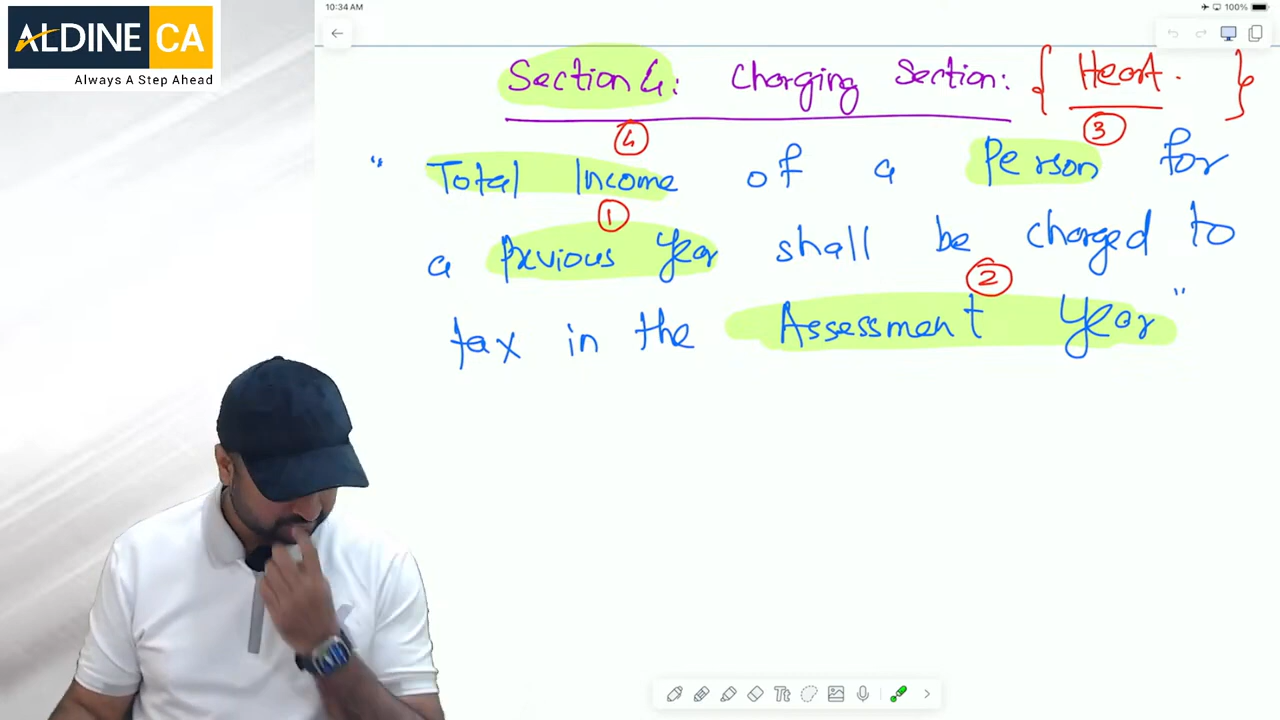 10:34 AM
100%
ALDINE CA
Always A Step Ahead
Section 4: Charging Section: { Heart. }
④ ③
" Total Income of a Person for
①
a Previous Year shall be charged to
②
tax in the Assessment Year "
Tt